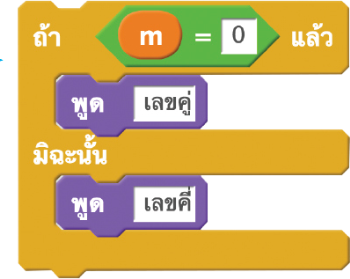 ถ้า m = 0 แล้ว
พูด เลขคู่
มิฉะนั้น
พูด เลขคี่